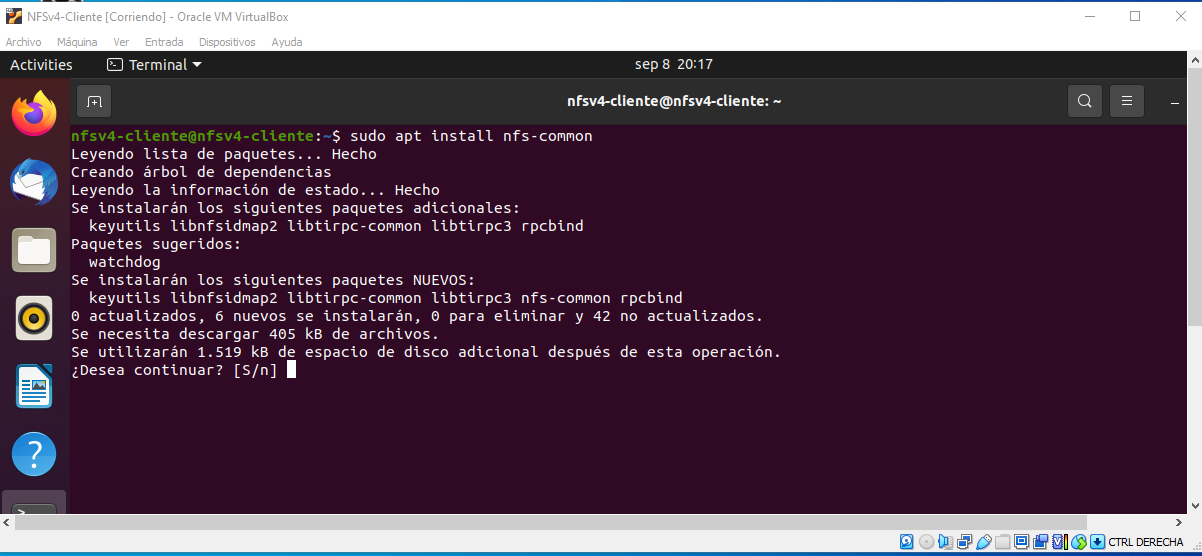 NFSv4-Cliente [Corriendo] - Oracle VM VirtualBox
Archivo Máquina Ver Entrada Dispositivos Ayuda
Activities Terminal sep 8 20:17
nfsv4-cliente@nfsv4-cliente: ~
nfsv4-cliente@nfsv4-cliente:~$ sudo apt install nfs-common
Leyendo lista de paquetes... Hecho
Creando árbol de dependencias
Leyendo la información de estado... Hecho
Se instalarán los siguientes paquetes adicionales:
  keyutils libnfsidmap2 libtirpc-common libtirpc3 rpcbind
Paquetes sugeridos:
  watchdog
Se instalarán los siguientes paquetes NUEVOS:
  keyutils libnfsidmap2 libtirpc-common libtirpc3 nfs-common rpcbind
0 actualizados, 6 nuevos se instalarán, 0 para eliminar y 42 no actualizados.
Se necesita descargar 405 kB de archivos.
Se utilizarán 1.519 kB de espacio de disco adicional después de esta operación.
¿Desea continuar? [S/n]
CTRL DERECHA